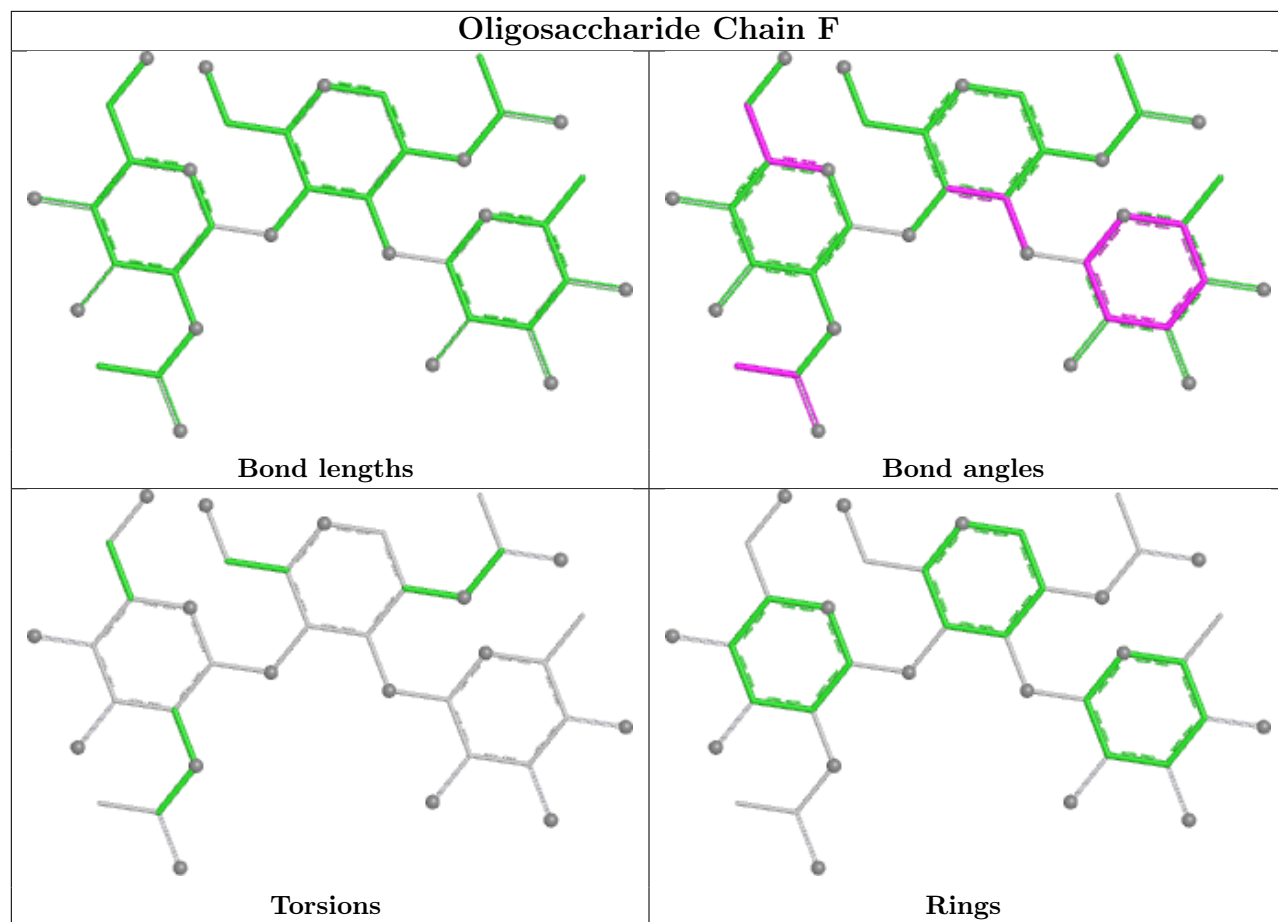 Oligosaccharide Chain F
Bond lengths
Bond angles
Torsions
Rings